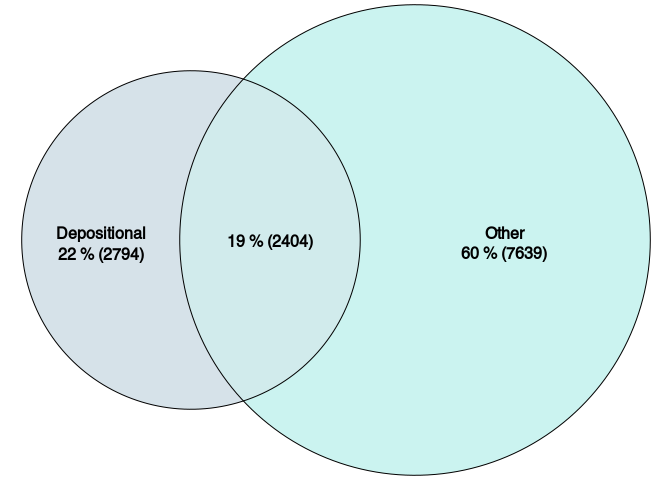 Depositional
22 % (2794)
19 % (2404)
Other
60 % (7639)